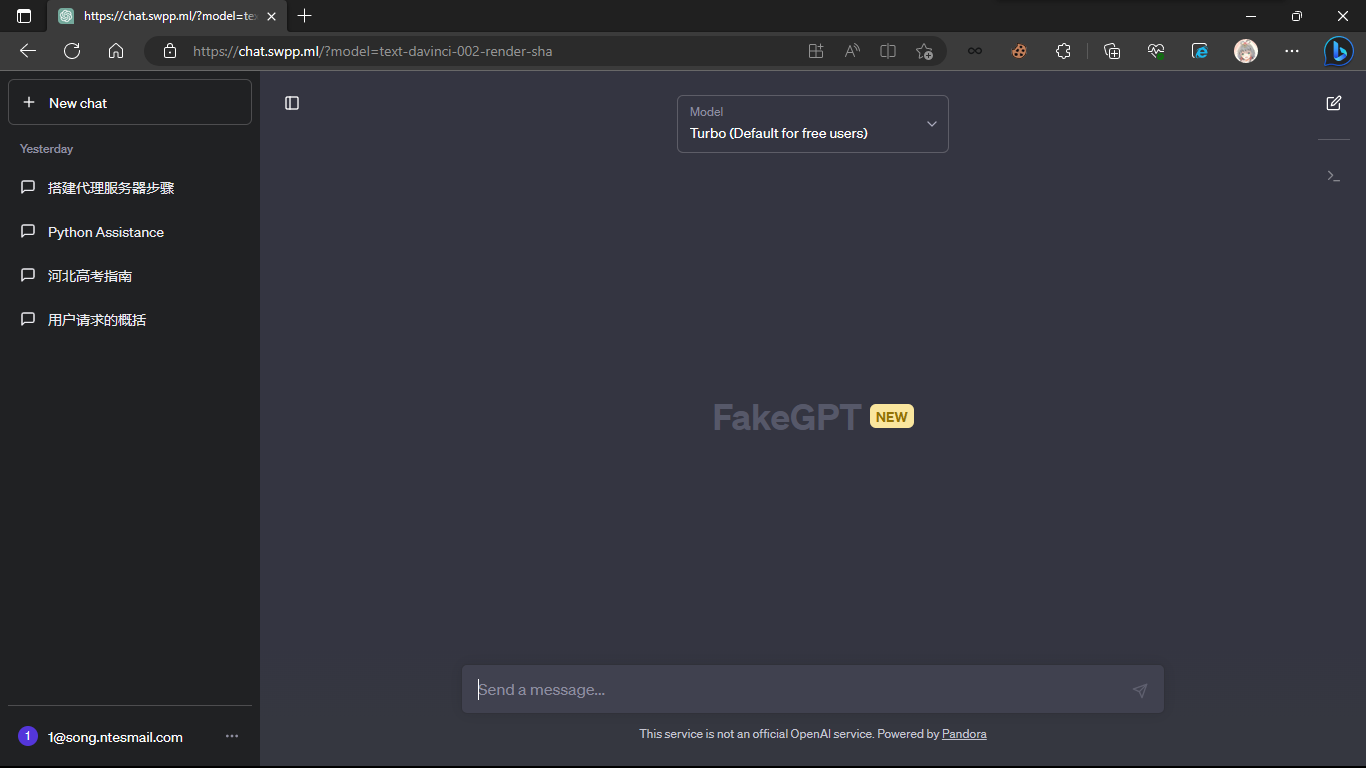 https://chat.swpp.ml/?model=tex
https://chat.swpp.ml/?model=text-davinci-002-render-sha
New chat
Yesterday
搭建代理服务器步骤
Python Assistance
河北高考指南
用户请求的概括
1
1@song.ntesmail.com
Model
Turbo (Default for free users)
FakeGPT NEW
Send a message...
This service is not an official OpenAI service. Powered by Pandora